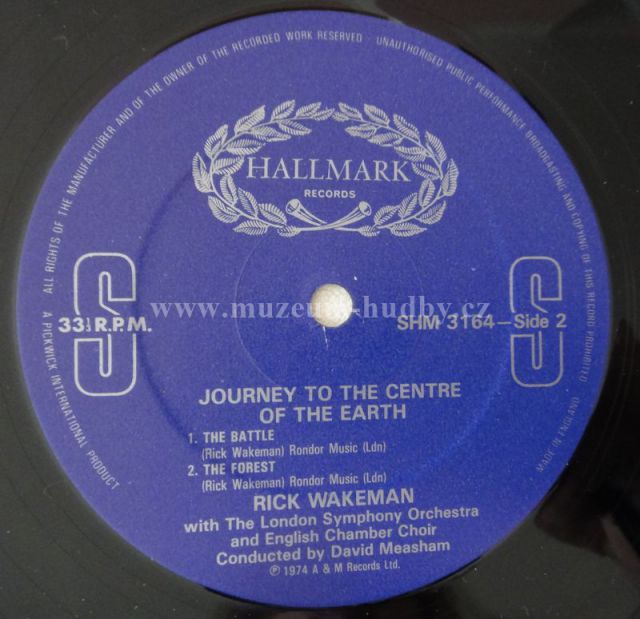 ALL RIGHTS OF THE MANUFACTURER AND OF THE OWNER OF THE RECORDED WORK RESERVED · UNAUTHORISED PUBLIC PERFORMANCE BROADCASTING AND COPYING OF THIS RECORD PROHIBITED
HALLMARK
RECORDS
S
S
www.muzeum-hudby.cz
33⅓ R.P.M.
SHM 3164—Side 2
JOURNEY TO THE CENTRE
OF THE EARTH
1. THE BATTLE
(Rick Wakeman) Rondor Music (Ldn)
2. THE FOREST
(Rick Wakeman) Rondor Music (Ldn)
RICK WAKEMAN
with The London Symphony Orchestra
and English Chamber Choir
Conducted by David Measham
℗ 1974 A & M Records Ltd.
A PICKWICK INTERNATIONAL PRODUCT
MADE IN ENGLAND